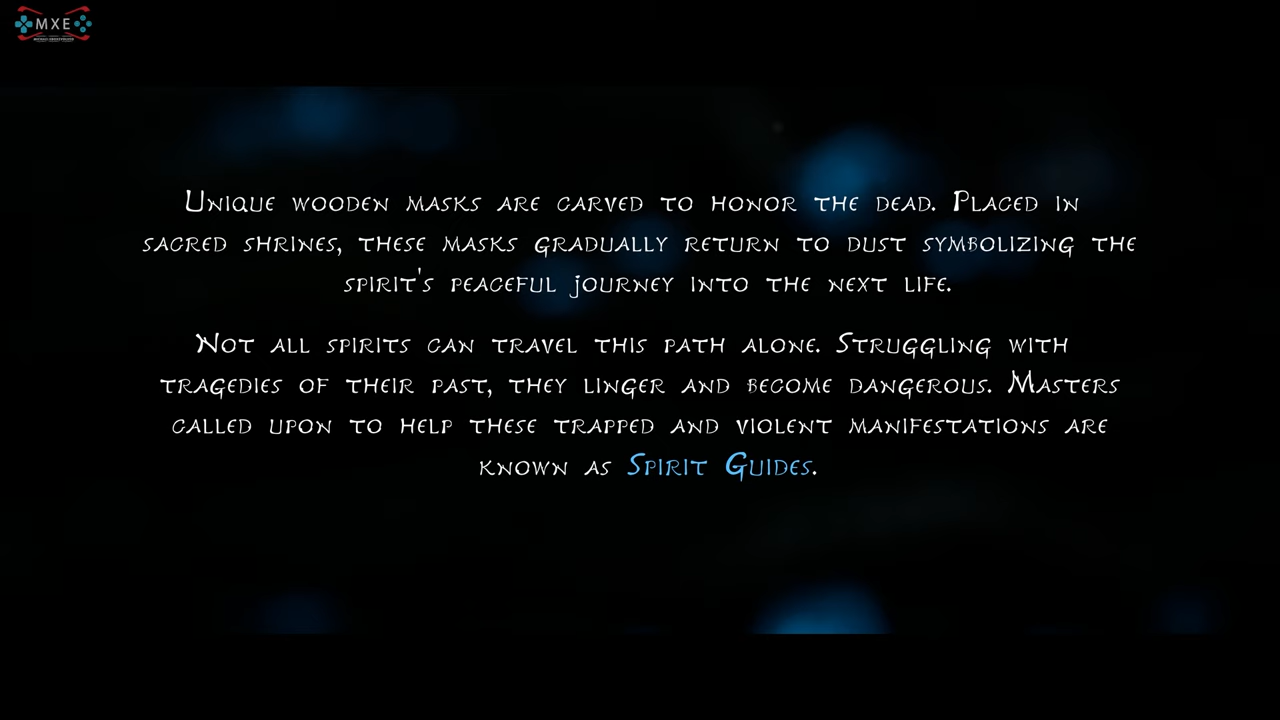 MXE
Unique wooden masks are carved to honor the dead. Placed in
sacred shrines, these masks gradually return to dust symbolizing the
spirit's peaceful journey into the next life.
Not all spirits can travel this path alone. Struggling with
tragedies of their past, they linger and become dangerous. Masters
called upon to help these trapped and violent manifestations are
known as Spirit Guides.